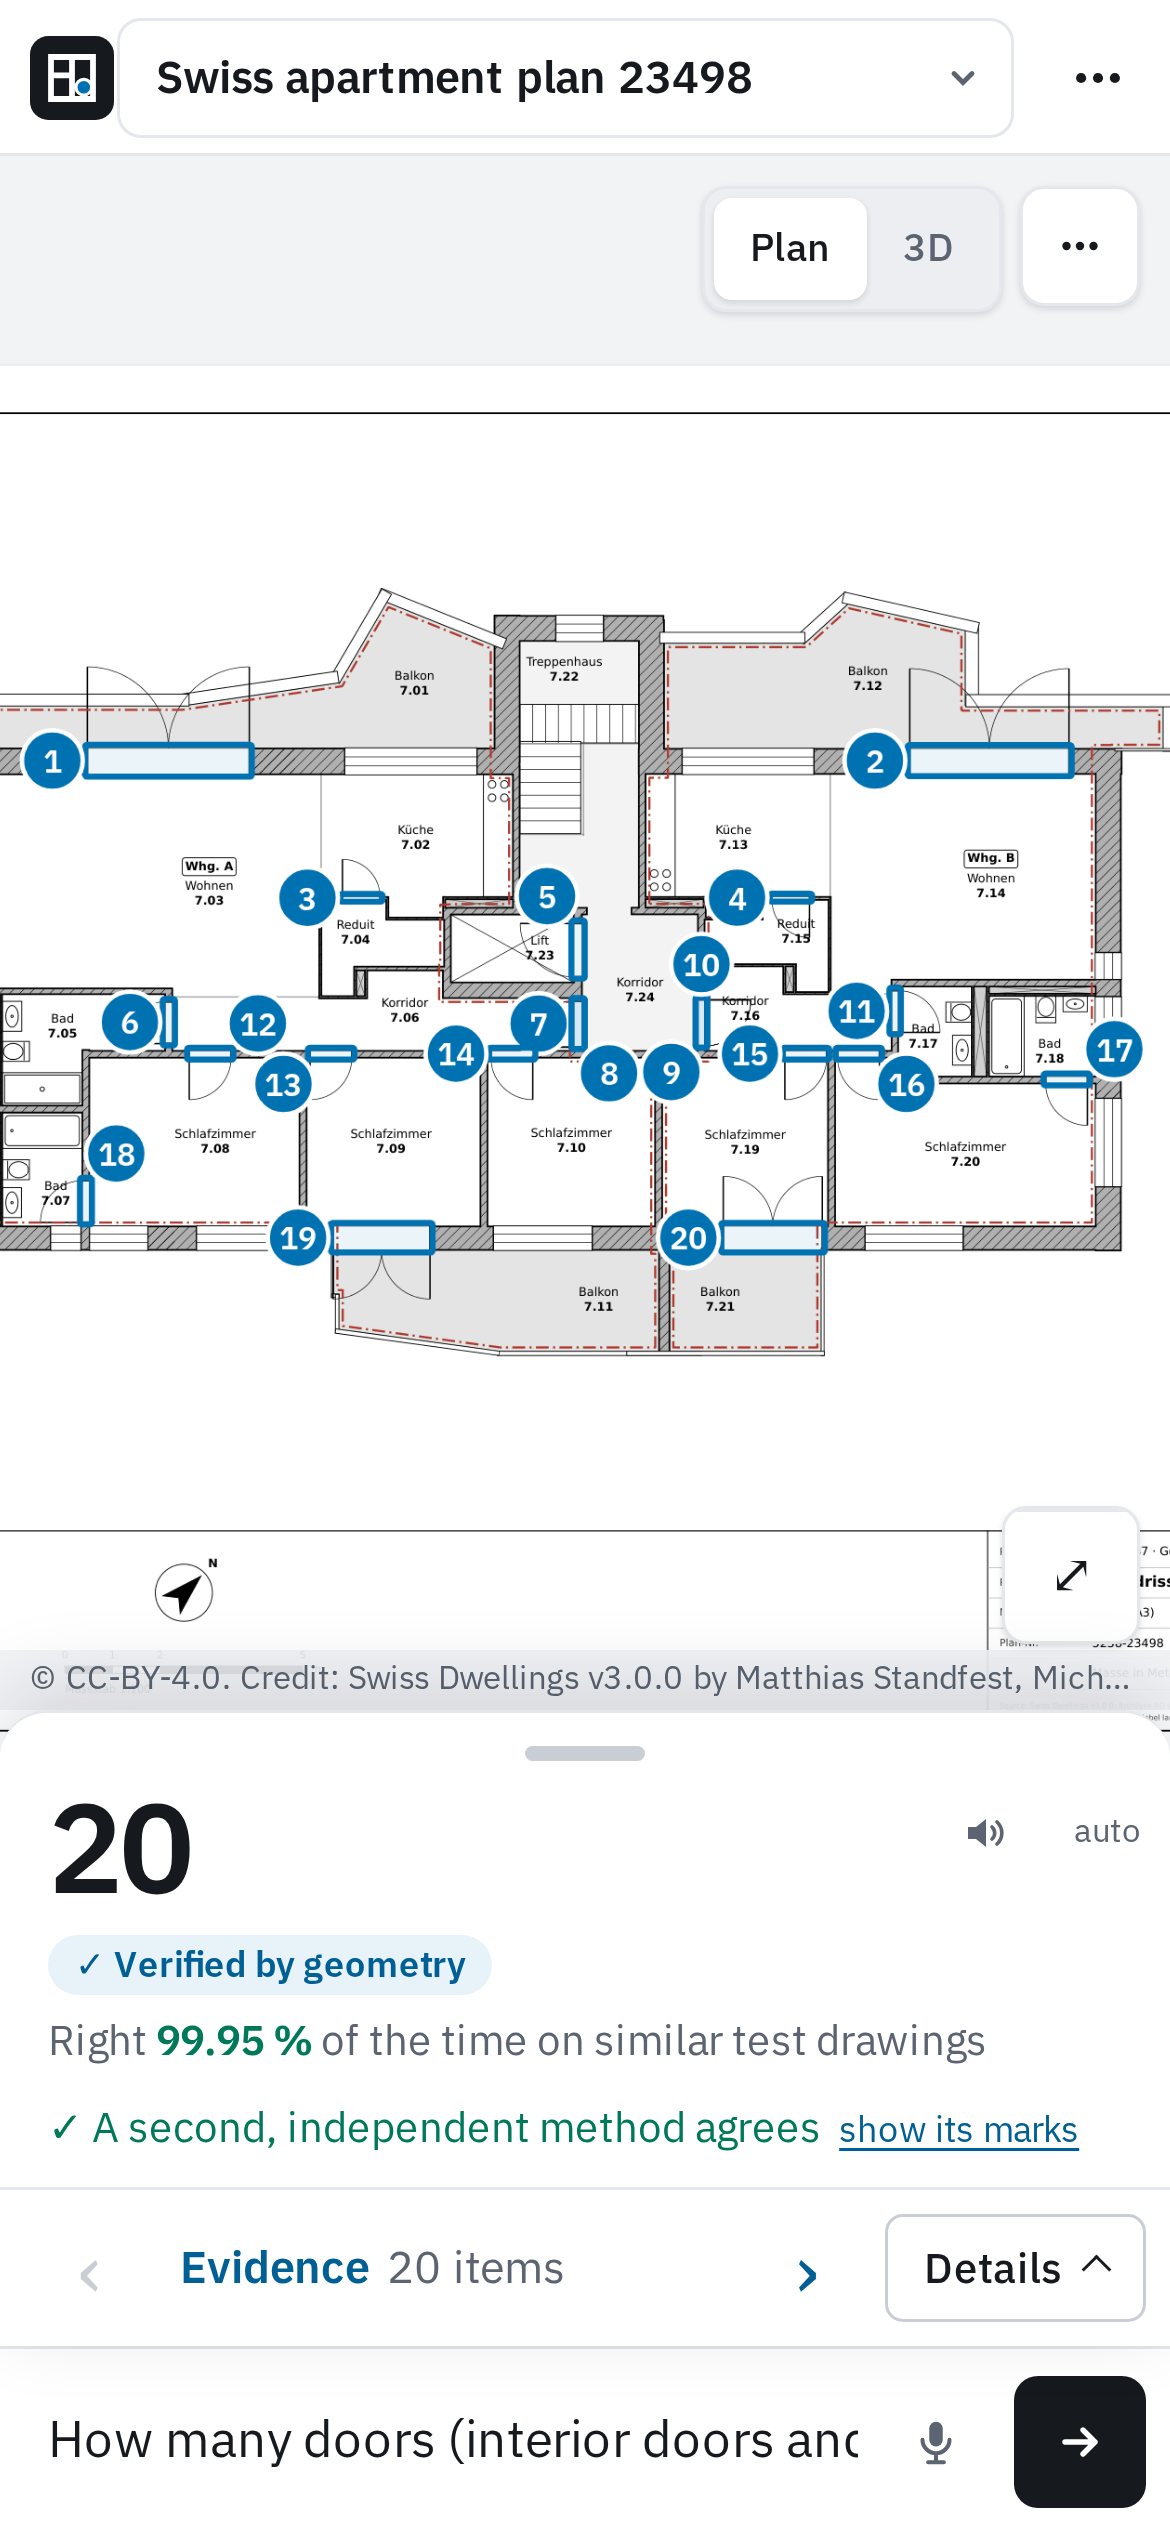 Swiss apartment plan 23498
Plan
3D
Balkon
7.01
Treppenhaus
7.22
Balkon
7.12
1
2
Küche
7.02
Küche
7.13
Whg. A
Wohnen
7.03
Whg. B
Wohnen
7.14
3
5
4
Reduit
7.04
Lift
7.23
Reduit
7.15
10
Korridor
7.24
Korridor
7.06
Korridor
7.16
Bad
7.05
6
12
7
11
Bad
7.17
Bad
7.18
17
13
14
8
9
15
16
18
Schlafzimmer
7.08
Schlafzimmer
7.09
Schlafzimmer
7.10
Schlafzimmer
7.19
Schlafzimmer
7.20
Bad
7.07
19
20
Balkon
7.11
Balkon
7.21
N
© CC-BY-4.0. Credit: Swiss Dwellings v3.0.0 by Matthias Standfest, Mich...
20
auto
✓ Verified by geometry
Right 99.95 % of the time on similar test drawings
✓ A second, independent method agrees show its marks
‹ Evidence 20 items ›
Details
How many doors (interior doors and